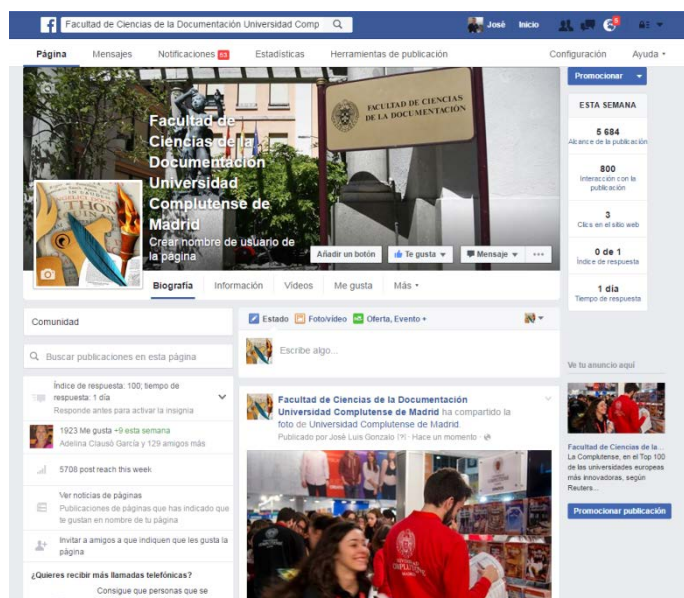 Facultad de Ciencias de la Documentación Universidad Comp
José Inicio
Página Mensajes Notificaciones 53 Estadísticas Herramientas de publicación Configuración Ayuda
Promocionar
FACULTAD DE CIENCIAS
DE LA DOCUMENTACIÓN
Facultad de
Ciencias de la
Documentación
Universidad
Complutense de
Madrid
Crear nombre de usuario de
la página
Añadir un botón Te gusta Mensaje
Biografía Información Vídeos Me gusta Más
ESTA SEMANA
5 684
Alcance de la publicación
800
Interacción con la
publicación
3
Clics en el sitio web
0 de 1
Índice de respuesta
1 día
Tiempo de respuesta
Comunidad
Buscar publicaciones en esta página
Índice de respuesta: 100; tiempo de
respuesta: 1 día
Responde antes para activar la insignia
1923 Me gusta +9 esta semana
Adelina Clausó García y 129 amigos más
5708 post reach this week
Ver noticias de páginas
Publicaciones de páginas que has indicado que
te gustan en nombre de tu página
Invitar a amigos a que indiquen que les gusta la
página
¿Quieres recibir más llamadas telefónicas?
Consigue que personas que se
Estado Foto/vídeo Oferta, Evento +
Escribe algo...
Facultad de Ciencias de la Documentación
Universidad Complutense de Madrid ha compartido la
foto de Universidad Complutense de Madrid.
Publicado por José Luis Gonzalo [?] · Hace un momento ·
Ve tu anuncio aquí
Facultad de Ciencias de la...
La Complutense, en el Top 100
de las universidades europeas
más innovadoras, según
Reuters...
Promocionar publicación